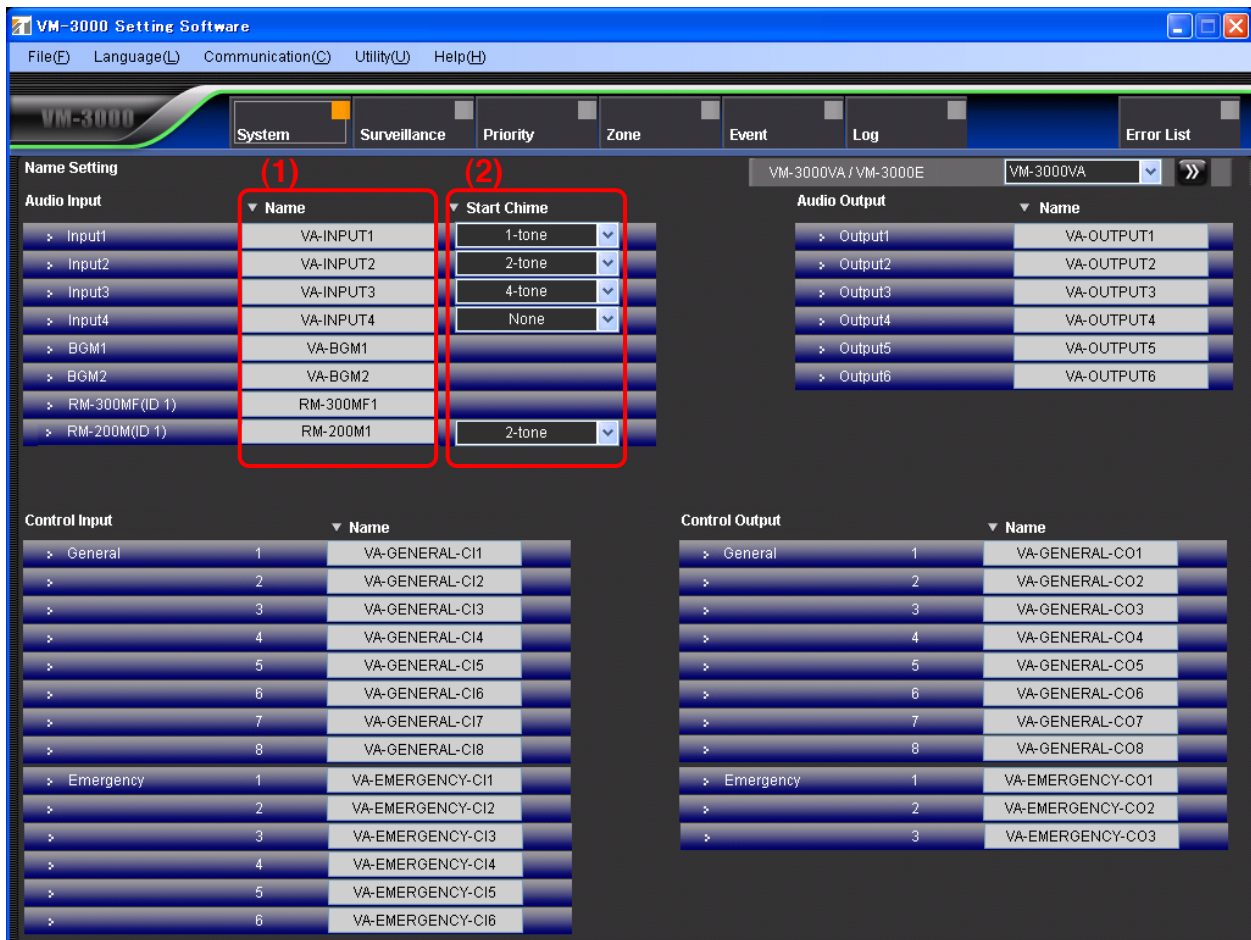 VM-3000 Setting Software
File(F) Language(L) Communication(C) Utility(U) Help(H)
VM-3000
System Surveillance Priority Zone Event Log Error List
Name Setting (1) (2) VM-3000VA / VM-3000E VM-3000VA
Audio Input Name Start Chime Audio Output Name
Input1 VA-INPUT1 1-tone Output1 VA-OUTPUT1
Input2 VA-INPUT2 2-tone Output2 VA-OUTPUT2
Input3 VA-INPUT3 4-tone Output3 VA-OUTPUT3
Input4 VA-INPUT4 None Output4 VA-OUTPUT4
BGM1 VA-BGM1 Output5 VA-OUTPUT5
BGM2 VA-BGM2 Output6 VA-OUTPUT6
RM-300MF(ID 1) RM-300MF1
RM-200M(ID 1) RM-200M1 2-tone
Control Input Name Control Output Name
General 1 VA-GENERAL-CI1 General 1 VA-GENERAL-CO1
2 VA-GENERAL-CI2 2 VA-GENERAL-CO2
3 VA-GENERAL-CI3 3 VA-GENERAL-CO3
4 VA-GENERAL-CI4 4 VA-GENERAL-CO4
5 VA-GENERAL-CI5 5 VA-GENERAL-CO5
6 VA-GENERAL-CI6 6 VA-GENERAL-CO6
7 VA-GENERAL-CI7 7 VA-GENERAL-CO7
8 VA-GENERAL-CI8 8 VA-GENERAL-CO8
Emergency 1 VA-EMERGENCY-CI1 Emergency 1 VA-EMERGENCY-CO1
2 VA-EMERGENCY-CI2 2 VA-EMERGENCY-CO2
3 VA-EMERGENCY-CI3 3 VA-EMERGENCY-CO3
4 VA-EMERGENCY-CI4
5 VA-EMERGENCY-CI5
6 VA-EMERGENCY-CI6